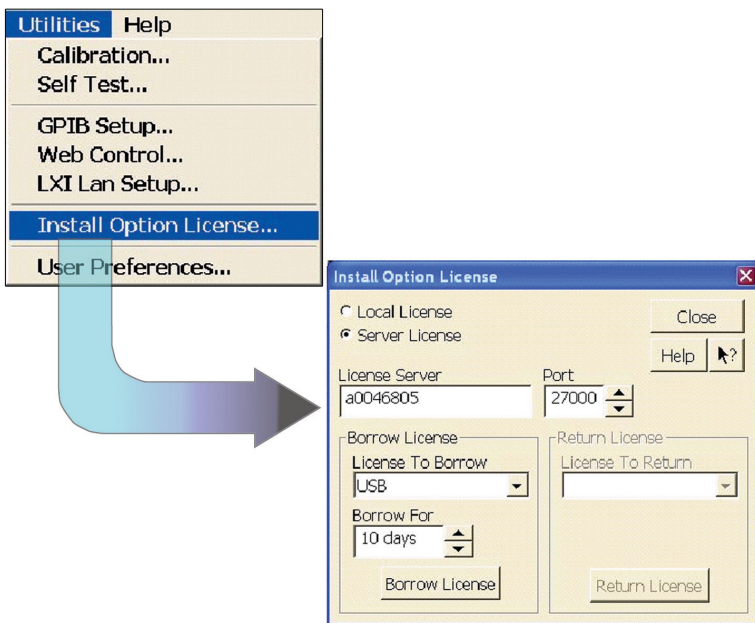 Utilities Help
Calibration...
Self Test...
GPIB Setup...
Web Control...
LXI Lan Setup...
Install Option License...
User Preferences...
Install Option License
Local License
Server License
Close
Help ?
License Server
Port
a0046805
27000
Borrow License
License To Borrow
USB
Borrow For
10 days
Borrow License
Return License
License To Return
Return License